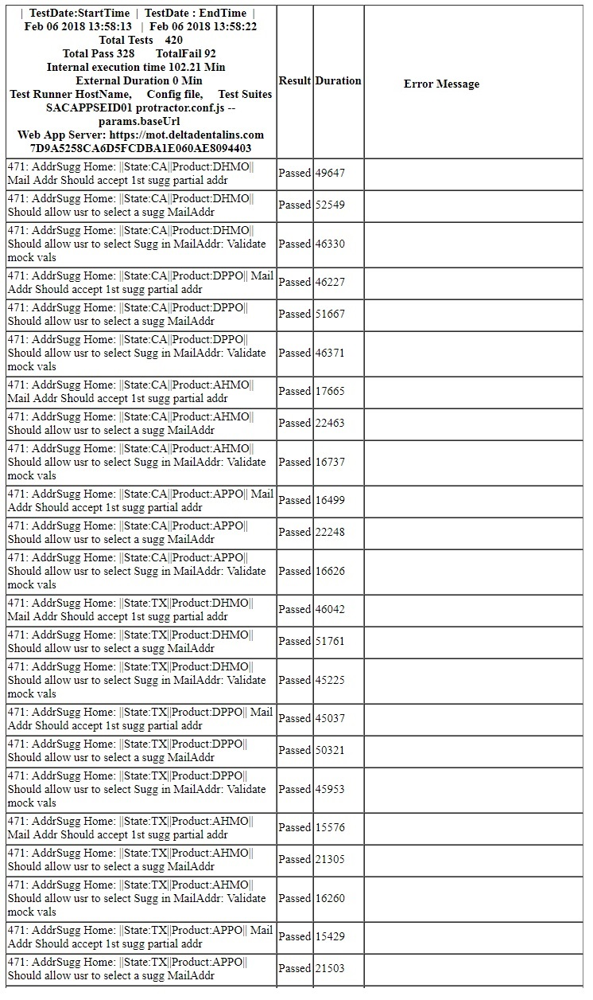 | TestDate:StartTime | TestDate : EndTime |
Feb 06 2018 13:58:13 | Feb 06 2018 13:58:22
Total Tests 420
Total Pass 328 TotalFail 92
Internal execution time 102.21 Min
External Duration 0 Min
Test Runner HostName, Config file, Test Suites
SACAPPSEID01 protractor.conf.js --
params.baseUrl
Web App Server: https://mot.deltadentalins.com
7D9A5258CA6D5FCDBA1E060AE8094403
Result Duration Error Message
471: AddrSugg Home: ||State:CA||Product:DHMO||
Mail Addr Should accept 1st sugg partial addr
Passed 49647
471: AddrSugg Home: ||State:CA||Product:DHMO||
Should allow usr to select a sugg MailAddr
Passed 52549
471: AddrSugg Home: ||State:CA||Product:DHMO||
Should allow usr to select Sugg in MailAddr: Validate
mock vals
Passed 46330
471: AddrSugg Home: ||State:CA||Product:DPPO|| Mail
Addr Should accept 1st sugg partial addr
Passed 46227
471: AddrSugg Home: ||State:CA||Product:DPPO||
Should allow usr to select a sugg MailAddr
Passed 51667
471: AddrSugg Home: ||State:CA||Product:DPPO||
Should allow usr to select Sugg in MailAddr: Validate
mock vals
Passed 46371
471: AddrSugg Home: ||State:CA||Product:AHMO||
Mail Addr Should accept 1st sugg partial addr
Passed 17665
471: AddrSugg Home: ||State:CA||Product:AHMO||
Should allow usr to select a sugg MailAddr
Passed 22463
471: AddrSugg Home: ||State:CA||Product:AHMO||
Should allow usr to select Sugg in MailAddr: Validate
mock vals
Passed 16737
471: AddrSugg Home: ||State:CA||Product:APPO|| Mail
Addr Should accept 1st sugg partial addr
Passed 16499
471: AddrSugg Home: ||State:CA||Product:APPO||
Should allow usr to select a sugg MailAddr
Passed 22248
471: AddrSugg Home: ||State:CA||Product:APPO||
Should allow usr to select Sugg in MailAddr: Validate
mock vals
Passed 16626
471: AddrSugg Home: ||State:TX||Product:DHMO||
Mail Addr Should accept 1st sugg partial addr
Passed 46042
471: AddrSugg Home: ||State:TX||Product:DHMO||
Should allow usr to select a sugg MailAddr
Passed 51761
471: AddrSugg Home: ||State:TX||Product:DHMO||
Should allow usr to select Sugg in MailAddr: Validate
mock vals
Passed 45225
471: AddrSugg Home: ||State:TX||Product:DPPO|| Mail
Addr Should accept 1st sugg partial addr
Passed 45037
471: AddrSugg Home: ||State:TX||Product:DPPO||
Should allow usr to select a sugg MailAddr
Passed 50321
471: AddrSugg Home: ||State:TX||Product:DPPO||
Should allow usr to select Sugg in MailAddr: Validate
mock vals
Passed 45953
471: AddrSugg Home: ||State:TX||Product:AHMO||
Mail Addr Should accept 1st sugg partial addr
Passed 15576
471: AddrSugg Home: ||State:TX||Product:AHMO||
Should allow usr to select a sugg MailAddr
Passed 21305
471: AddrSugg Home: ||State:TX||Product:AHMO||
Should allow usr to select Sugg in MailAddr: Validate
mock vals
Passed 16260
471: AddrSugg Home: ||State:TX||Product:APPO|| Mail
Addr Should accept 1st sugg partial addr
Passed 15429
471: AddrSugg Home: ||State:TX||Product:APPO||
Should allow usr to select a sugg MailAddr
Passed 21503